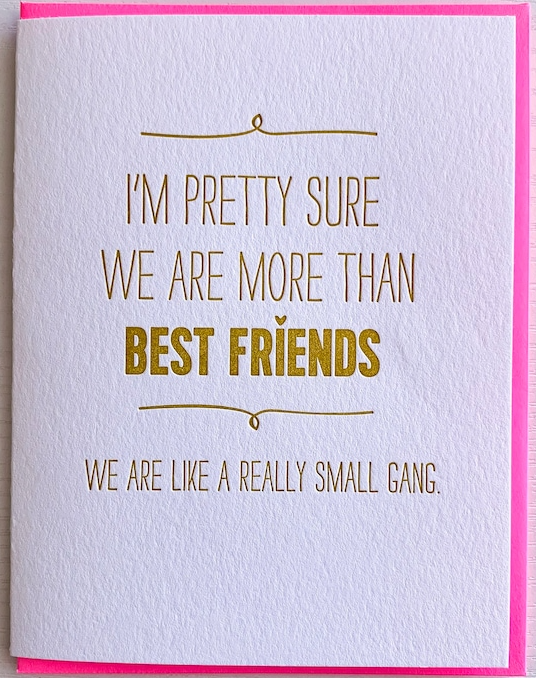 I'M PRETTY SURE
WE ARE MORE THAN
BEST FRIENDS
WE ARE LIKE A REALLY SMALL GANG.